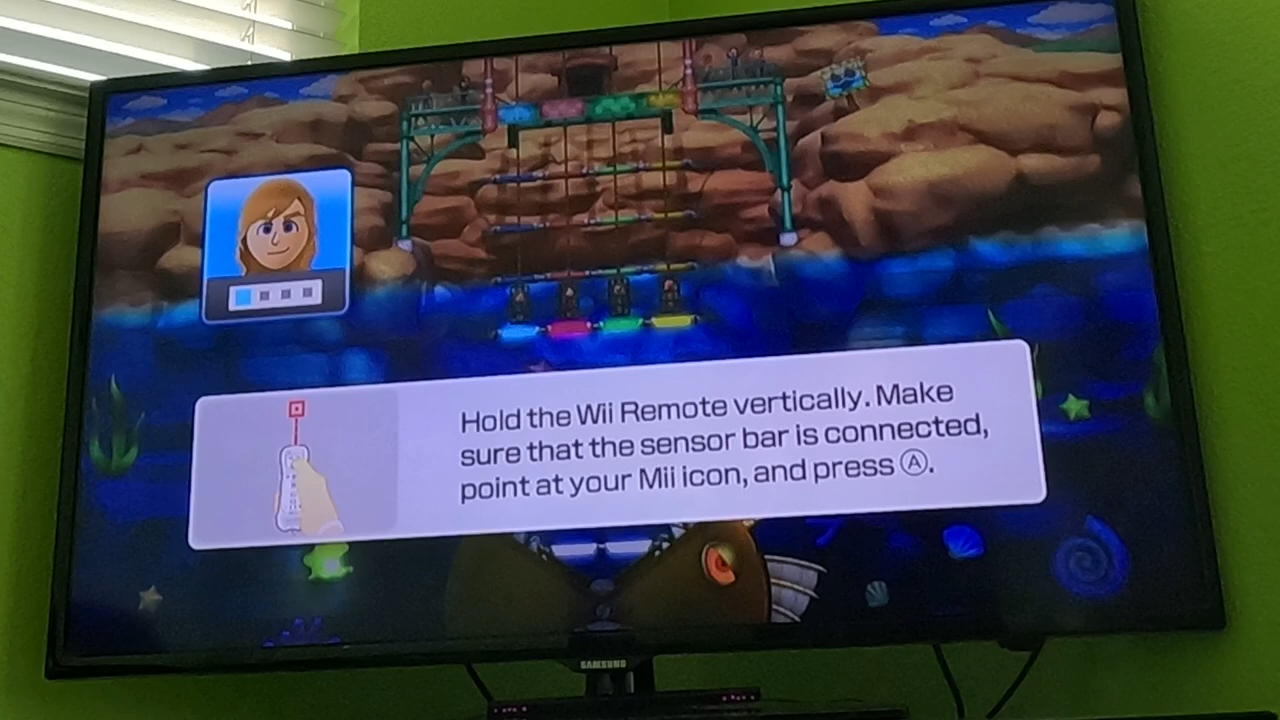 Hold the Wii Remote vertically. Make
sure that the sensor bar is connected,
point at your Mii icon, and press Ⓐ.
SAMSUNG